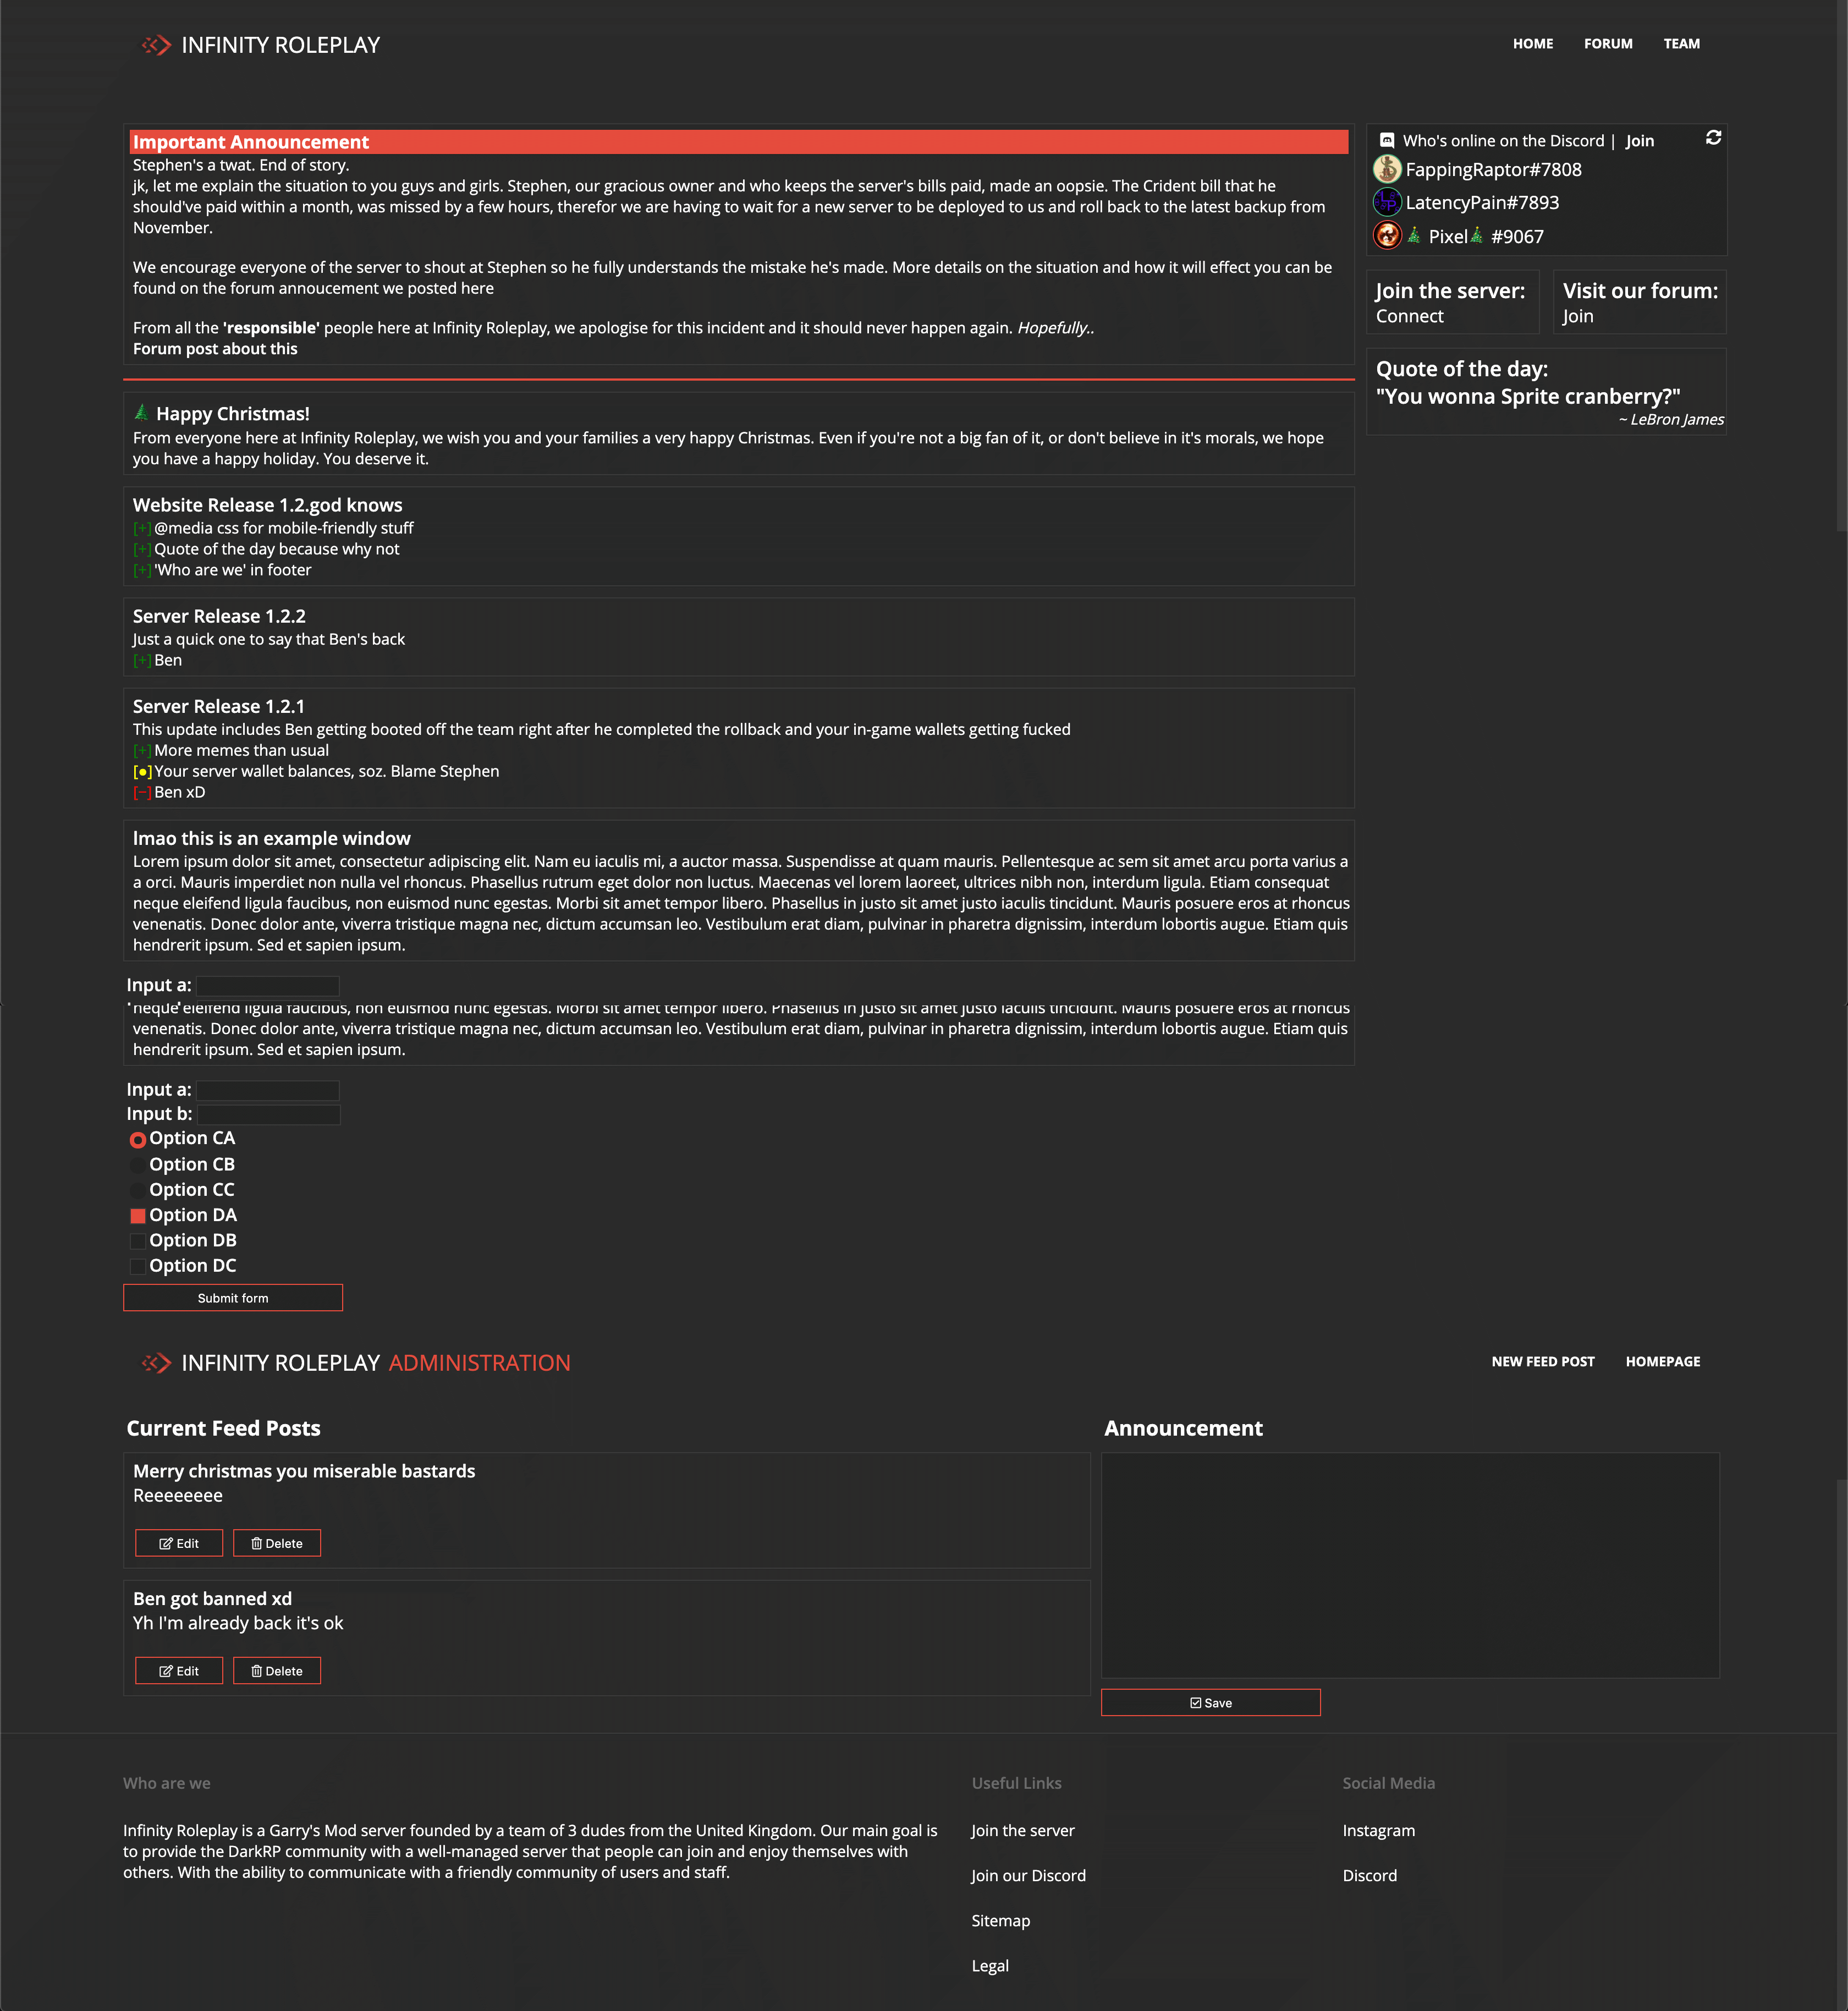 INFINITY ROLEPLAY
HOME FORUM TEAM
Important Announcement
Stephen's a twat. End of story.
jk, let me explain the situation to you guys and girls. Stephen, our gracious owner and who keeps the server's bills paid, made an oopsie. The Crident bill that he
should've paid within a month, was missed by a few hours, therefor we are having to wait for a new server to be deployed to us and roll back to the latest backup from
November.
We encourage everyone of the server to shout at Stephen so he fully understands the mistake he's made. More details on the situation and how it will effect you can be
found on the forum annoucement we posted here
From all the 'responsible' people here at Infinity Roleplay, we apologise for this incident and it should never happen again. Hopefully..
Forum post about this
Who's online on the Discord | Join
FappingRaptor#7808
LatencyPain#7893
🎄 Pixel🎄 #9067
Join the server:
Connect
Visit our forum:
Join
Quote of the day:
"You wonna Sprite cranberry?"
~ LeBron James
🎄 Happy Christmas!
From everyone here at Infinity Roleplay, we wish you and your families a very happy Christmas. Even if you're not a big fan of it, or don't believe in it's morals, we hope
you have a happy holiday. You deserve it.
Website Release 1.2.god knows
[+] @media css for mobile-friendly stuff
[+] Quote of the day because why not
[+] 'Who are we' in footer
Server Release 1.2.2
Just a quick one to say that Ben's back
[+] Ben
Server Release 1.2.1
This update includes Ben getting booted off the team right after he completed the rollback and your in-game wallets getting fucked
[+] More memes than usual
[●] Your server wallet balances, soz. Blame Stephen
[−] Ben xD
lmao this is an example window
Lorem ipsum dolor sit amet, consectetur adipiscing elit. Nam eu iaculis mi, a auctor massa. Suspendisse at quam mauris. Pellentesque ac sem sit amet arcu porta varius a
a orci. Mauris imperdiet non nulla vel rhoncus. Phasellus rutrum eget dolor non luctus. Maecenas vel lorem laoreet, ultrices nibh non, interdum ligula. Etiam consequat
neque eleifend ligula faucibus, non euismod nunc egestas. Morbi sit amet tempor libero. Phasellus in justo sit amet justo iaculis tincidunt. Mauris posuere eros at rhoncus
venenatis. Donec dolor ante, viverra tristique magna nec, dictum accumsan leo. Vestibulum erat diam, pulvinar in pharetra dignissim, interdum lobortis augue. Etiam quis
hendrerit ipsum. Sed et sapien ipsum.
Input a:
neque eleifend ligula faucibus, non euismod nunc egestas. Morbi sit amet tempor libero. Phasellus in justo sit amet justo iaculis tincidunt. Mauris posuere eros at rhoncus
venenatis. Donec dolor ante, viverra tristique magna nec, dictum accumsan leo. Vestibulum erat diam, pulvinar in pharetra dignissim, interdum lobortis augue. Etiam quis
hendrerit ipsum. Sed et sapien ipsum.
Input a:
Input b:
Option CA
Option CB
Option CC
Option DA
Option DB
Option DC
Submit form
INFINITY ROLEPLAY ADMINISTRATION
NEW FEED POST HOMEPAGE
Current Feed Posts
Merry christmas you miserable bastards
Reeeeeeee
Edit Delete
Ben got banned xd
Yh I'm already back it's ok
Edit Delete
Announcement
Save
Who are we
Infinity Roleplay is a Garry's Mod server founded by a team of 3 dudes from the United Kingdom. Our main goal is
to provide the DarkRP community with a well-managed server that people can join and enjoy themselves with
others. With the ability to communicate with a friendly community of users and staff.
Useful Links
Join the server
Join our Discord
Sitemap
Legal
Social Media
Instagram
Discord